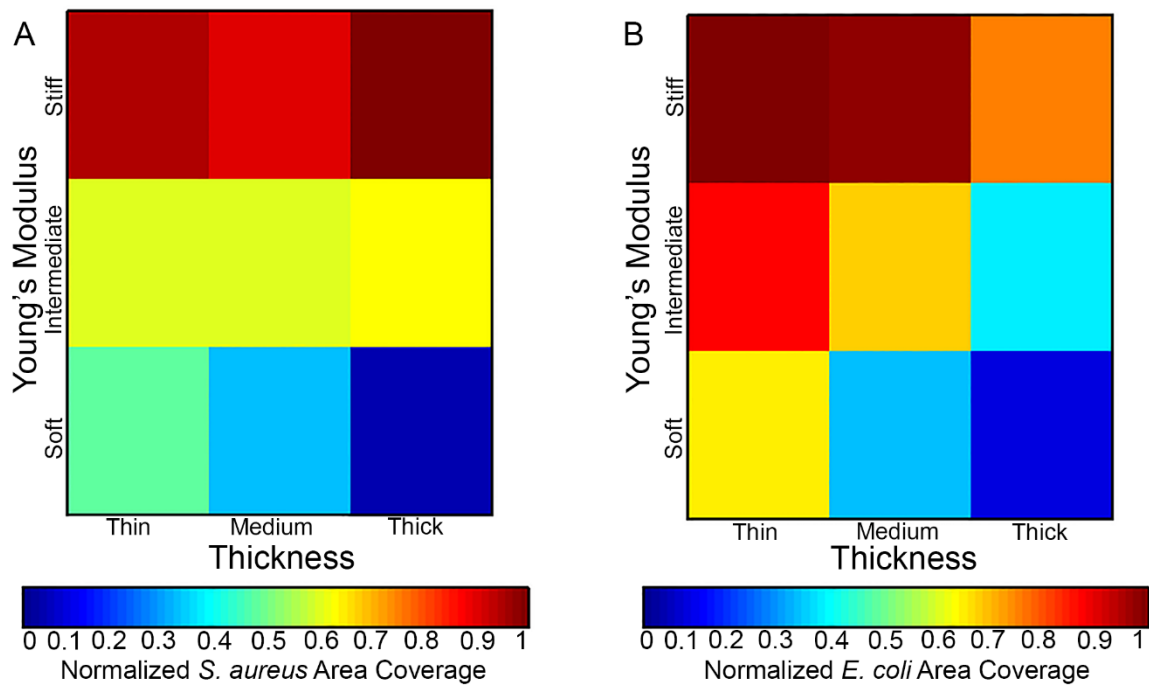 A
Stiff
Intermediate
Soft
Young's Modulus
Thin Medium Thick
Thickness
0 0.1 0.2 0.3 0.4 0.5 0.6 0.7 0.8 0.9 1
Normalized S. aureus Area Coverage
B
Stiff
Intermediate
Soft
Young's Modulus
Thin Medium Thick
Thickness
0 0.1 0.2 0.3 0.4 0.5 0.6 0.7 0.8 0.9 1
Normalized E. coli Area Coverage